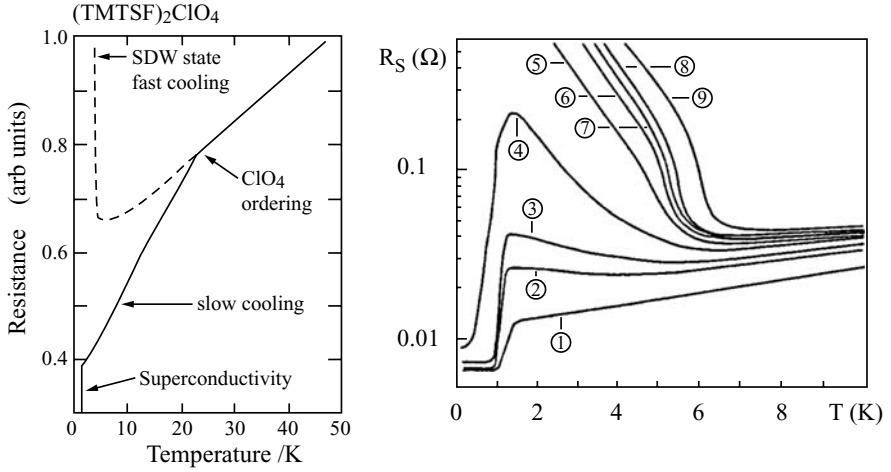 (TMTSF)2ClO4
1.0
SDW state
fast cooling
0.8
ClO4
ordering
Resistance (arb units)
0.6
slow cooling
0.4
Superconductivity
0 10 20 30 40 50
Temperature /K
RS (Ω)
0.1
0.01
⑤
⑧
⑥
⑨
⑦
④
③
②
①
0 2 4 6 8 T (K)